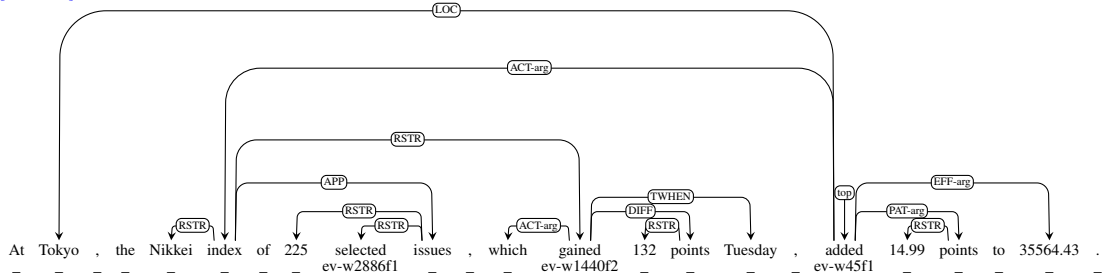 LOC
ACT-arg
RSTR
APP
TWHEN
top
EFF-arg
RSTR
DIFF
PAT-arg
RSTR
RSTR
ACT-arg
RSTR
RSTR
At Tokyo , the Nikkei index of 225 selected issues , which gained 132 points Tuesday , added 14.99 points to 35564.43 .
_ _ _ _ _ _ _ _ ev-w2886f1 _ _ _ ev-w1440f2 _ _ _ _ ev-w45f1 _ _ _ _ _